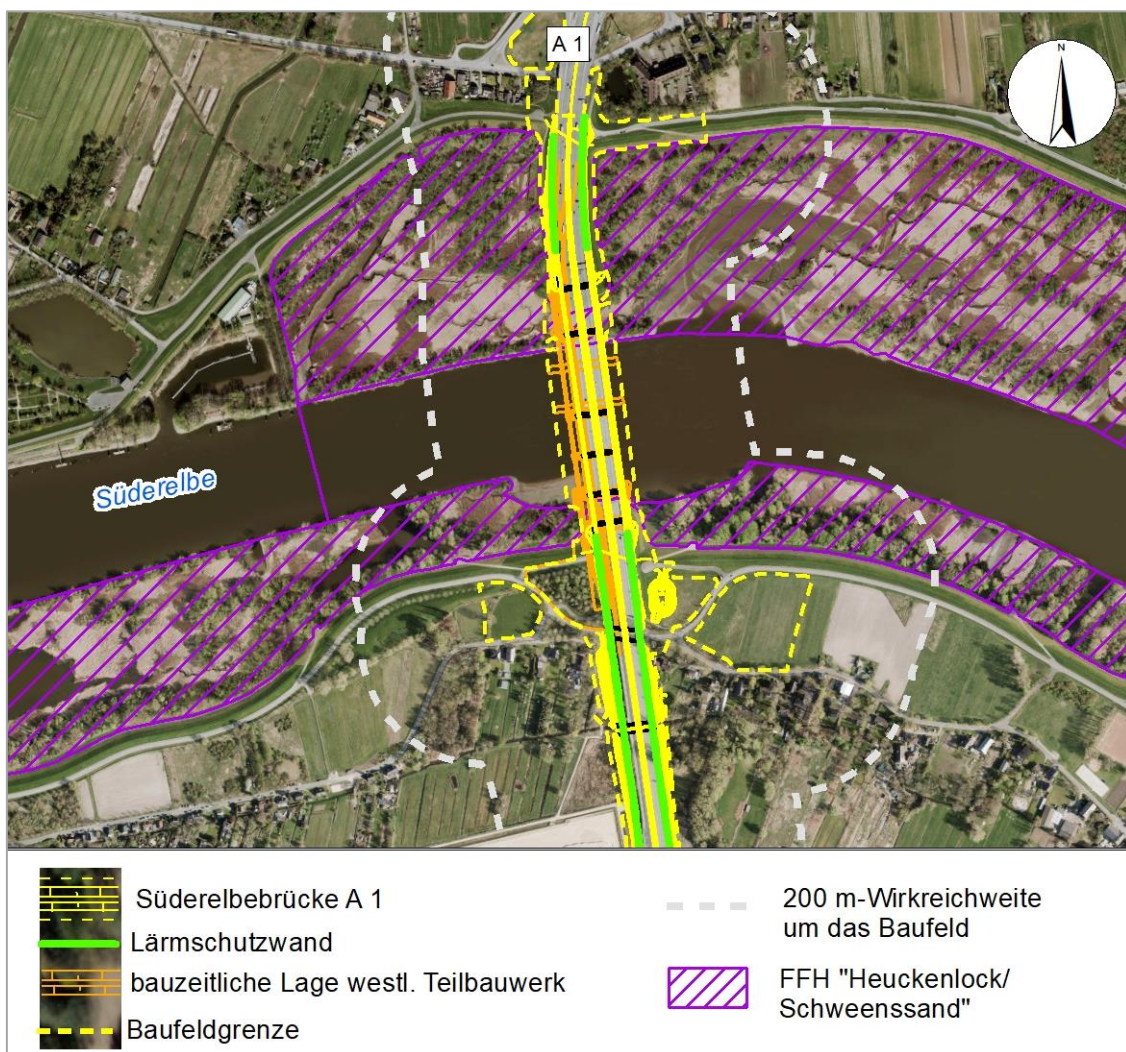 A 1
N
Süderelbe
Süderelbebrücke A 1
Lärmschutzwand
bauzeitliche Lage westl. Teilbauwerk
Baufeldgrenze
200 m-Wirkreichweite
um das Baufeld
FFH "Heuckenlock/
Schweenssand"